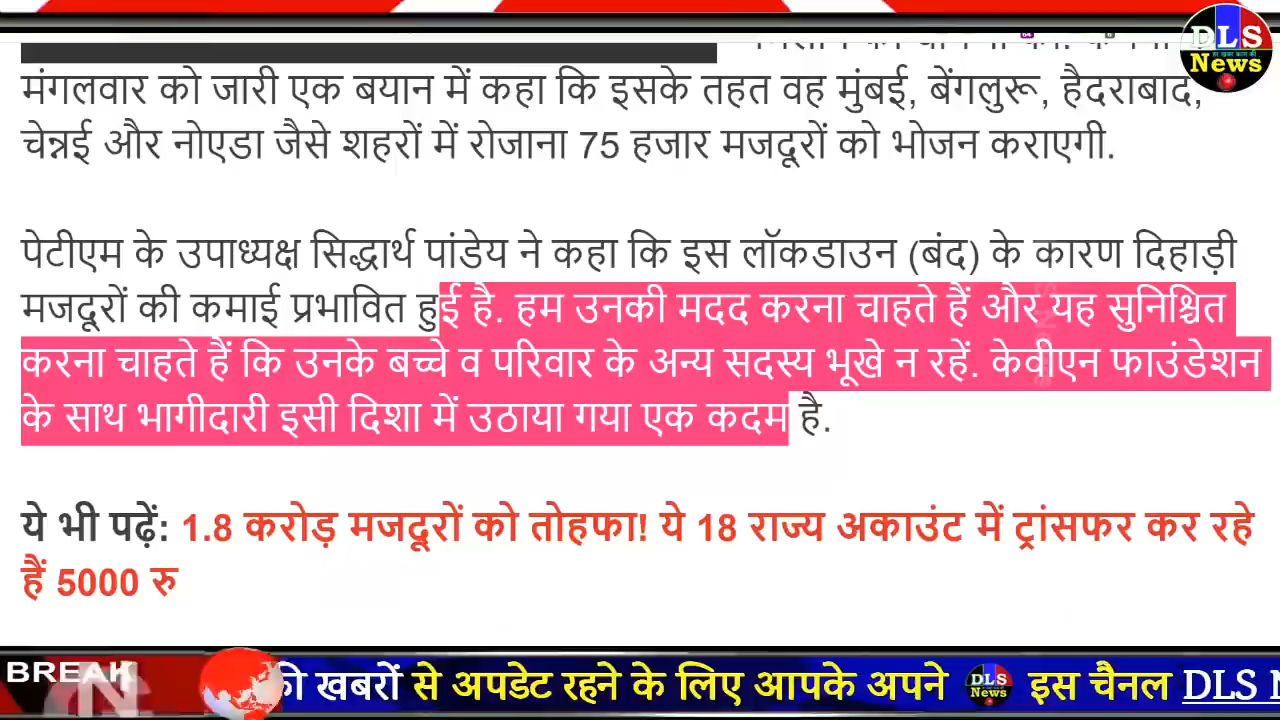 DLS
News
मंगलवार को जारी एक बयान में कहा कि इसके तहत वह मुंबई, बेंगलुरू, हैदराबाद,
चेन्नई और नोएडा जैसे शहरों में रोजाना 75 हजार मजदूरों को भोजन कराएगी.
पेटीएम के उपाध्यक्ष सिद्धार्थ पांडेय ने कहा कि इस लॉकडाउन (बंद) के कारण दिहाड़ी
मजदूरों की कमाई प्रभावित हुई है. हम उनकी मदद करना चाहते हैं और यह सुनिश्चित
करना चाहते हैं कि उनके बच्चे व परिवार के अन्य सदस्य भूखे न रहें. केवीएन फाउंडेशन
के साथ भागीदारी इसी दिशा में उठाया गया एक कदम है.
ये भी पढ़ें: 1.8 करोड़ मजदूरों को तोहफा! ये 18 राज्य अकाउंट में ट्रांसफर कर रहे
हैं 5000 रु
BREAK
की खबरों से अपडेट रहने के लिए आपके अपने DLS News इस चैनल DLS N